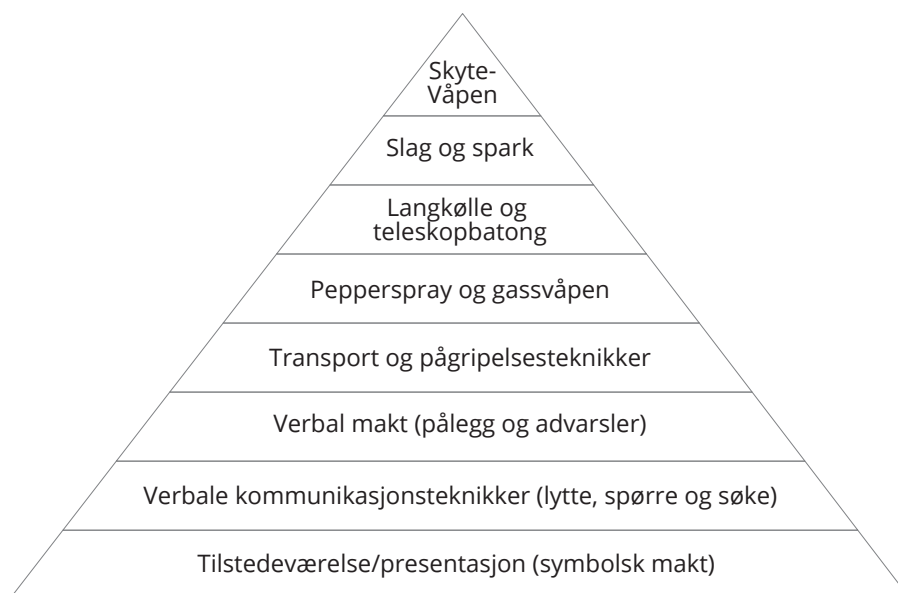 Skyte-
Våpen
Slag og spark
Langkølle og
teleskopbatong
Pepperspray og gassvåpen
Transport og pågripelsesteknikker
Verbal makt (pålegg og advarsler)
Verbale kommunikasjonsteknikker (lytte, spørre og søke)
Tilstedeværelse/presentasjon (symbolsk makt)